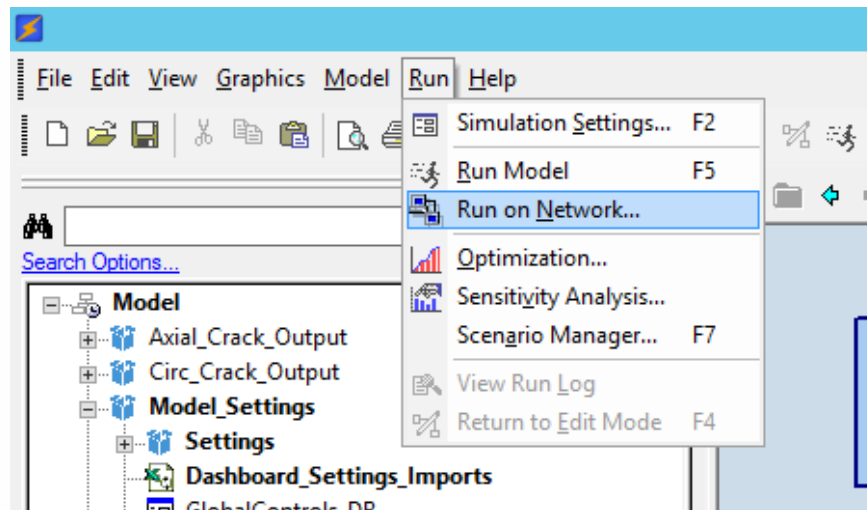 File Edit View Graphics Model Run Help
Simulation Settings... F2
Run Model F5
Run on Network...
Search Options...
Optimization...
Sensitivity Analysis...
Scenario Manager... F7
View Run Log
Return to Edit Mode F4
Model
Axial_Crack_Output
Circ_Crack_Output
Model_Settings
Settings
Dashboard_Settings_Imports
GlobalControls_DB